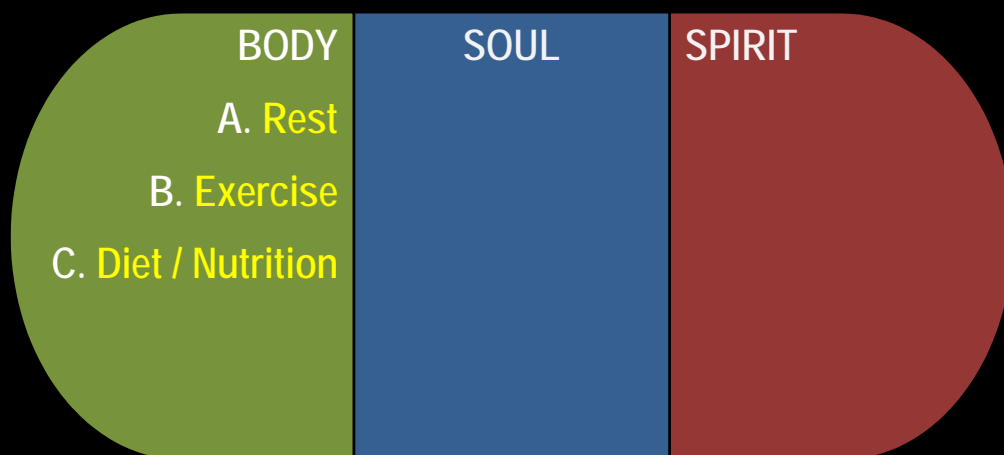 BODY
A. Rest
B. Exercise
C. Diet / Nutrition
SOUL
SPIRIT